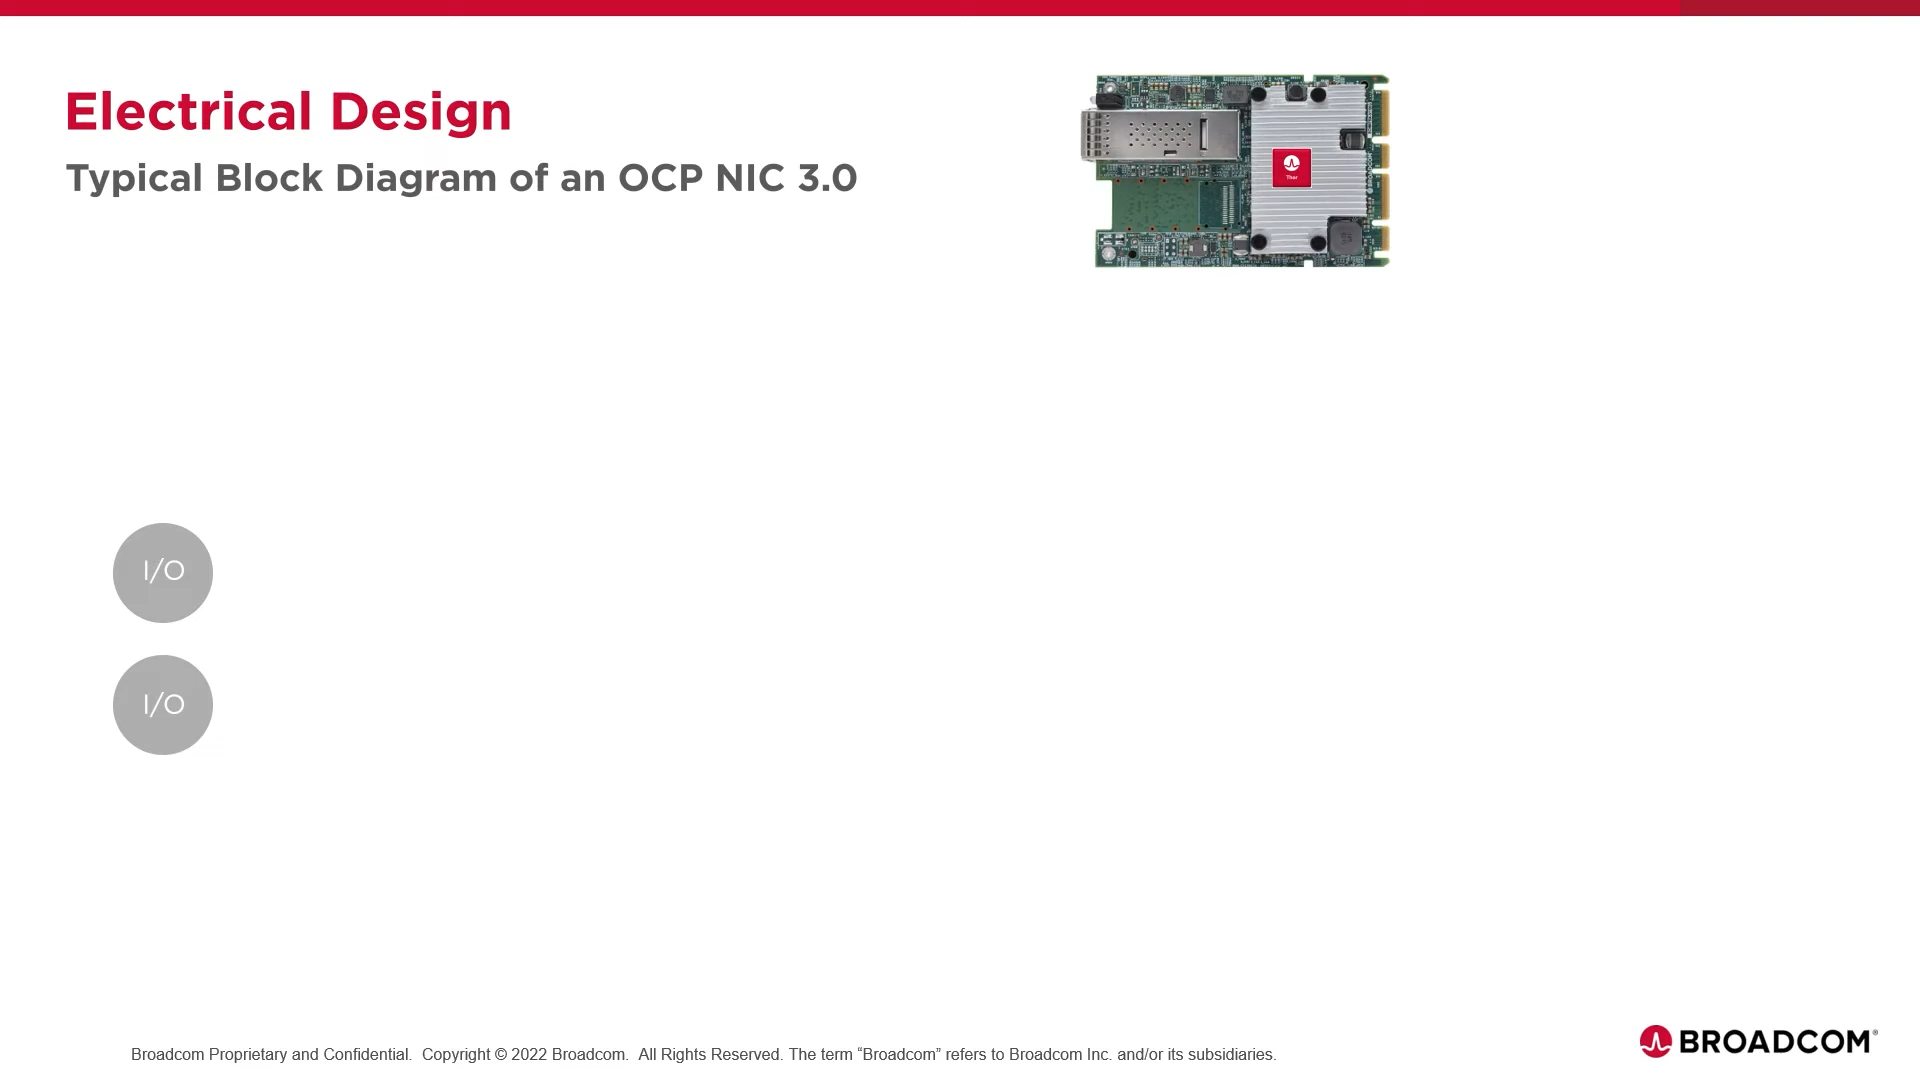 Electrical Design
Typical Block Diagram of an OCP NIC 3.0
Thor
I/O
I/O
Broadcom Proprietary and Confidential.  Copyright © 2022 Broadcom.  All Rights Reserved. The term “Broadcom” refers to Broadcom Inc. and/or its subsidiaries.
BROADCOM®